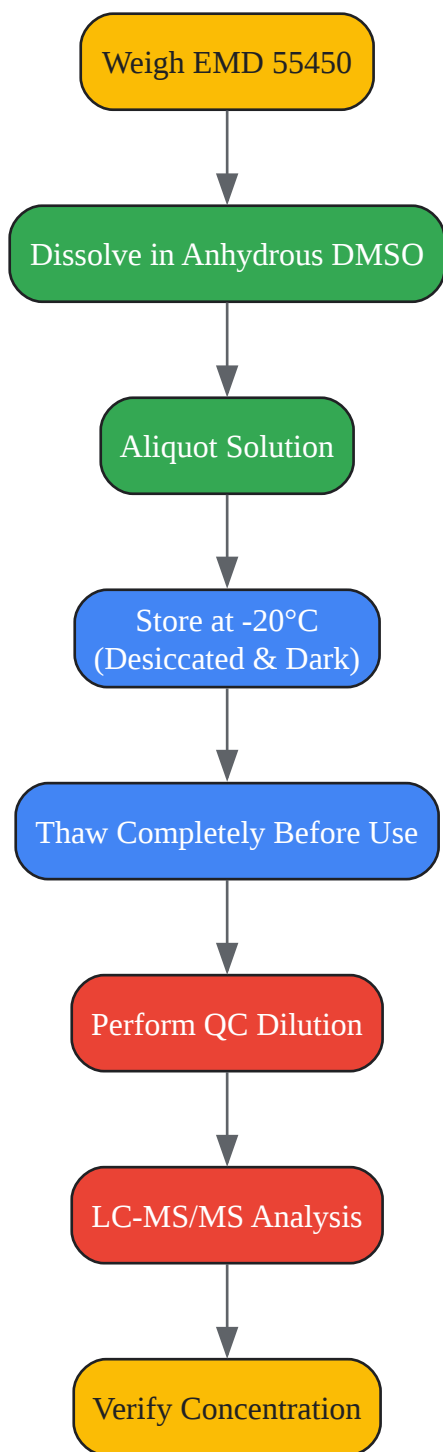 Weigh EMD 55450
Dissolve in Anhydrous DMSO
Aliquot Solution
Store at -20°C
(Desiccated & Dark)
Thaw Completely Before Use
Perform QC Dilution
LC-MS/MS Analysis
Verify Concentration